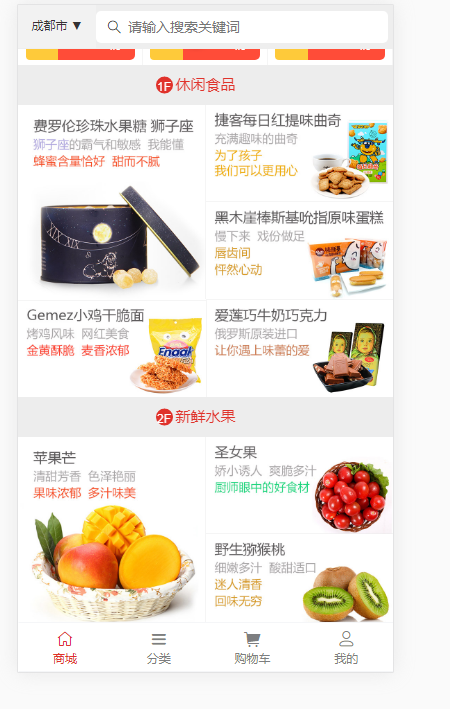 成都市 ▼
请输入搜索关键词
1F 休闲食品
费罗伦珍珠水果糖 狮子座
狮子座的霸气和敏感 我能懂
蜂蜜含量恰好 甜而不腻
捷客每日红提味曲奇
充满趣味的曲奇
为了孩子
我们可以更用心
黑木崖棒斯基吮指原味蛋糕
慢下来 戏份做足
唇齿间
怦然心动
Gemez小鸡干脆面
烤鸡风味 网红美食
金黄酥脆 麦香浓郁
Enaak
爱莲巧牛奶巧克力
俄罗斯原装进口
让你遇上味蕾的爱
2F 新鲜水果
苹果芒
清甜芳香 色泽艳丽
果味浓郁 多汁味美
圣女果
娇小诱人 爽脆多汁
厨师眼中的好食材
野生猕猴桃
细嫩多汁 酸甜适口
迷人清香
回味无穷
商城
分类
购物车
我的